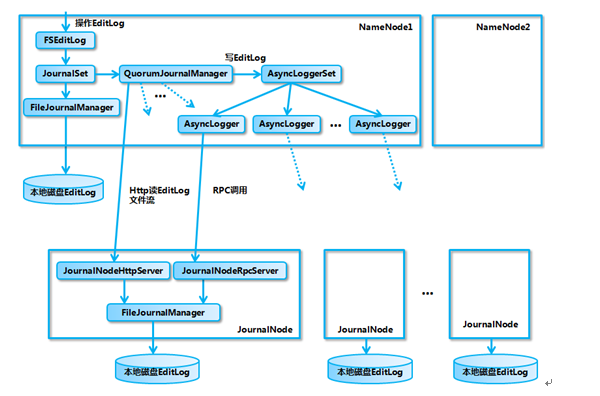 操作EditLog
NameNode1
NameNode2
FSEditLog
写EditLog
JournalSet
QuorumJournalManager
AsyncLoggerSet
FileJournalManager
...
AsyncLogger
AsyncLogger
...
AsyncLogger
本地磁盘EditLog
Http读EditLog
文件流
RPC调用
JournalNodeHttpServer
JournalNodeRpcServer
...
FileJournalManager
JournalNode
JournalNode
JournalNode
本地磁盘EditLog
本地磁盘EditLog
本地磁盘EditLog